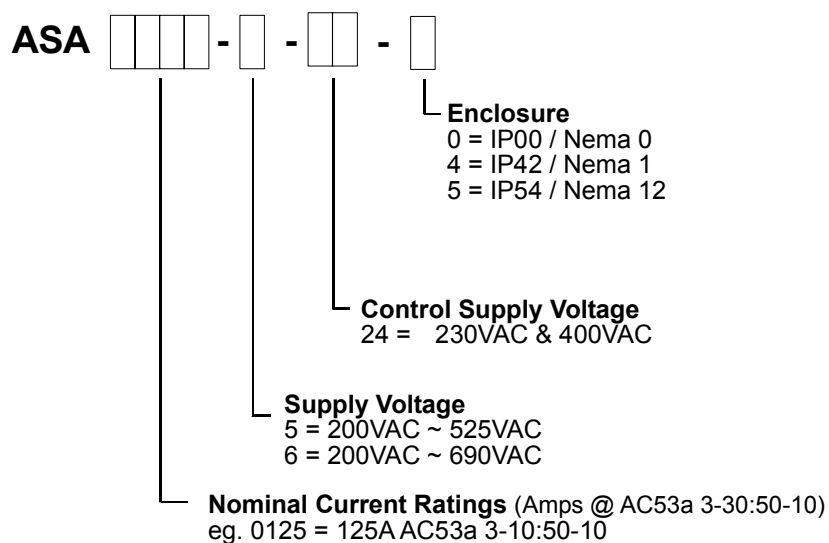 ASA - - -
Enclosure
0 = IP00 / Nema 0
4 = IP42 / Nema 1
5 = IP54 / Nema 12
Control Supply Voltage
24 = 230VAC & 400VAC
Supply Voltage
5 = 200VAC ~ 525VAC
6 = 200VAC ~ 690VAC
Nominal Current Ratings (Amps @ AC53a 3-30:50-10)
eg. 0125 = 125A AC53a 3-10:50-10